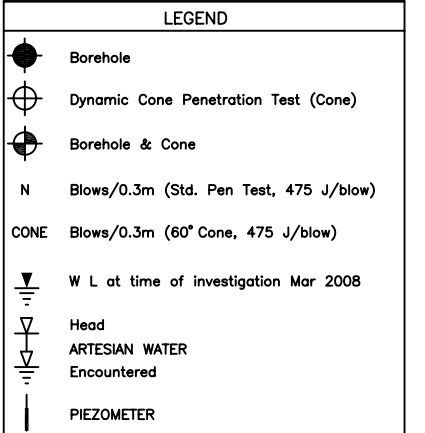 LEGEND
Borehole
Dynamic Cone Penetration Test (Cone)
Borehole & Cone
N Blows/0.3m (Std. Pen Test, 475 J/blow)
CONE Blows/0.3m (60° Cone, 475 J/blow)
W L at time of investigation Mar 2008
Head
ARTESIAN WATER
Encountered
PIEZOMETER